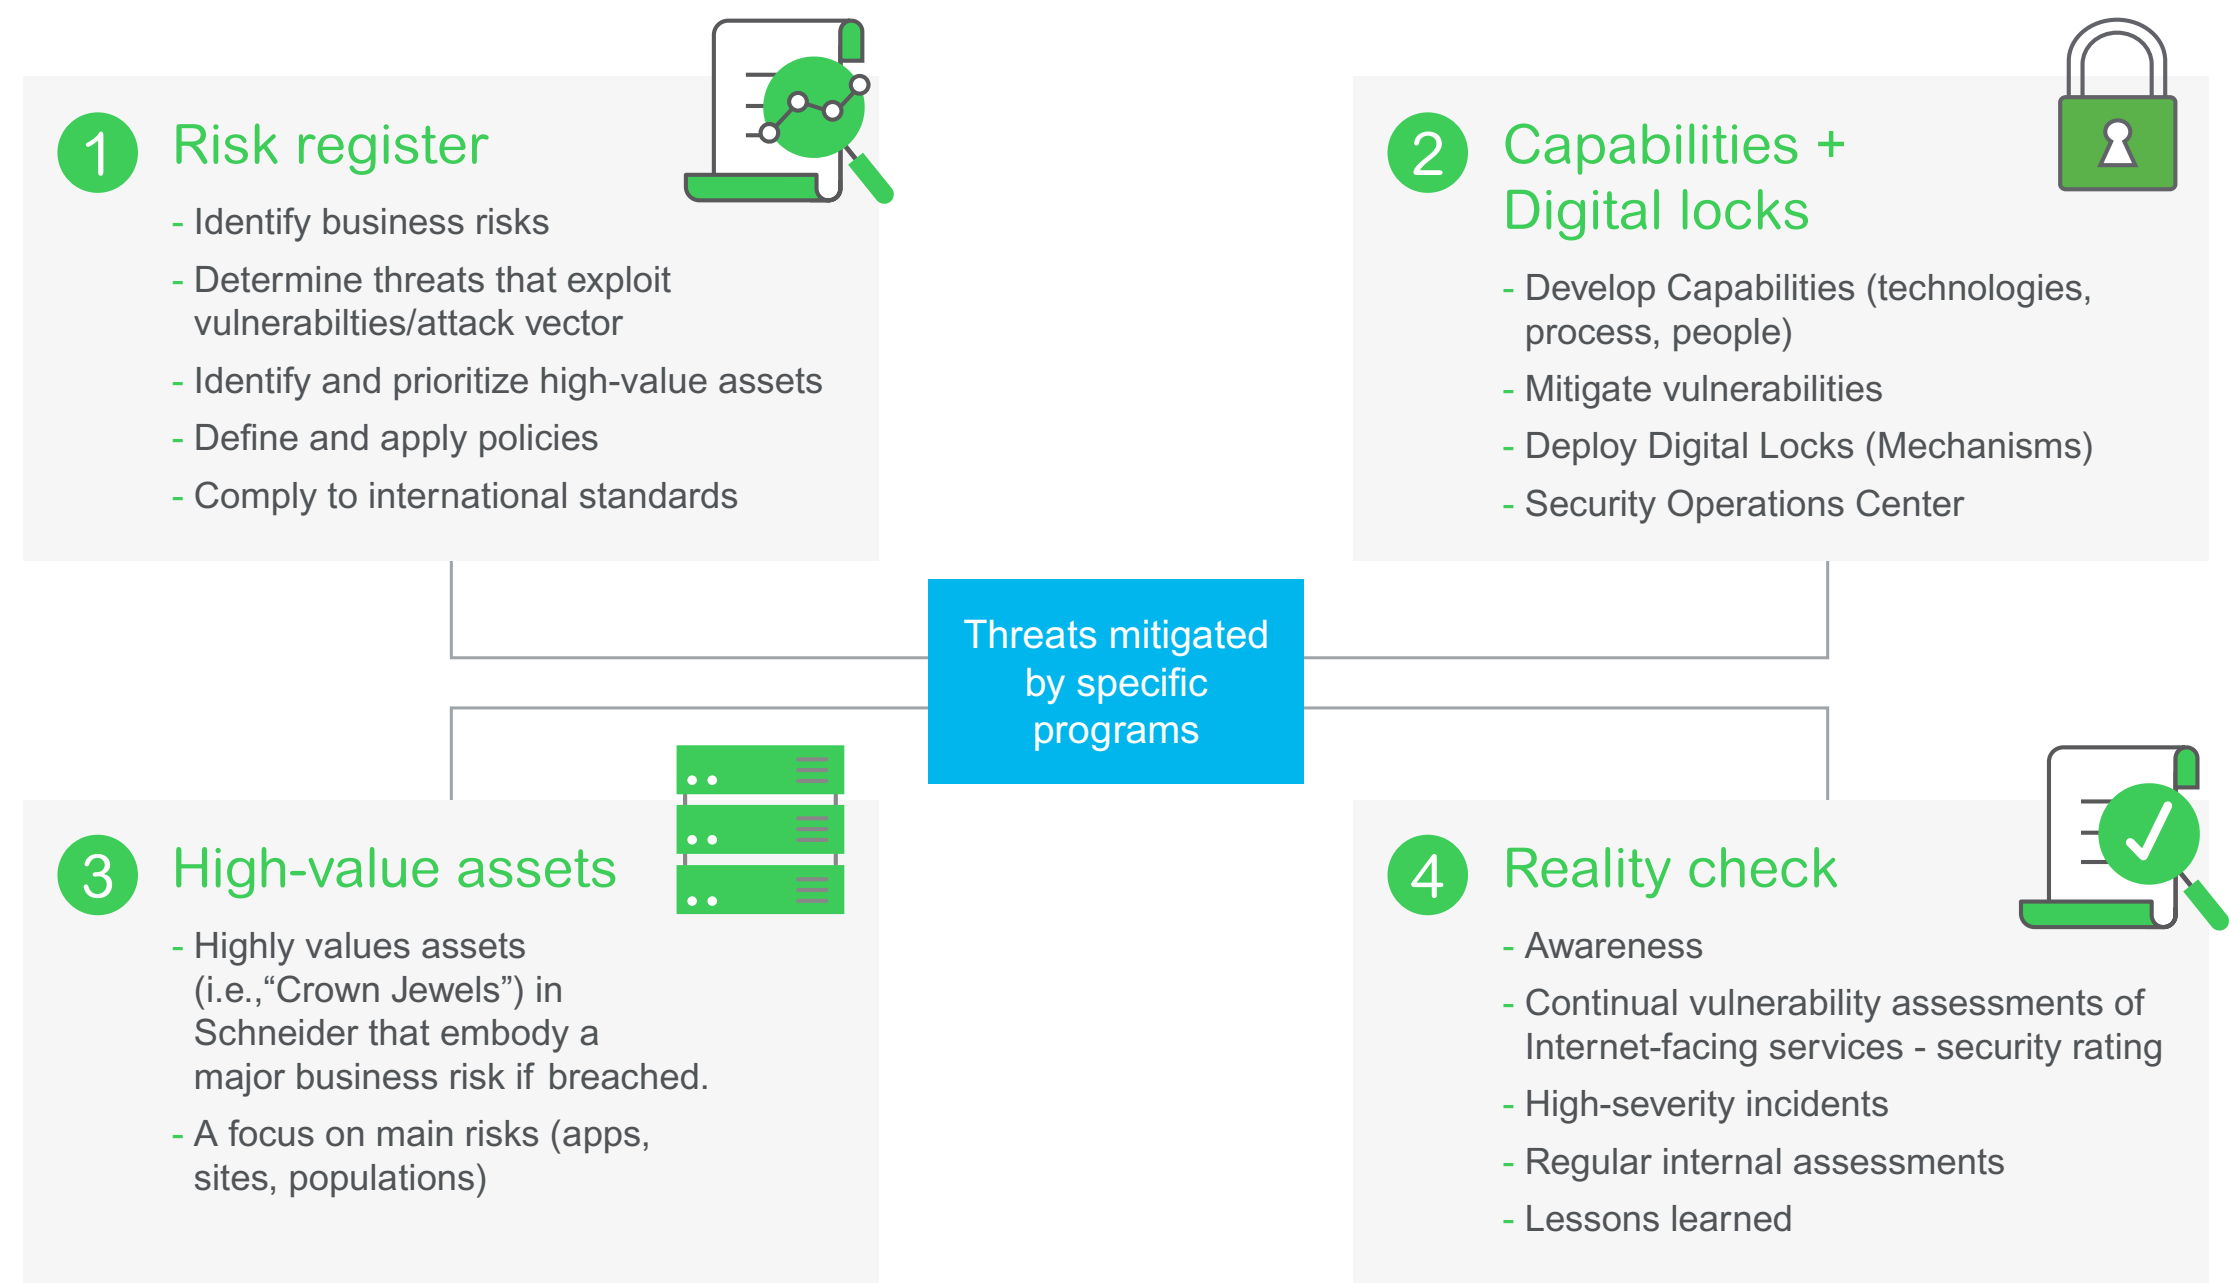 1 Risk register
- Identify business risks
- Determine threats that exploit
vulnerabilties/attack vector
- Identify and prioritize high-value assets
- Define and apply policies
- Comply to international standards
2 Capabilities +
Digital locks
- Develop Capabilities (technologies,
process, people)
- Mitigate vulnerabilities
- Deploy Digital Locks (Mechanisms)
- Security Operations Center
Threats mitigated
by specific
programs
3 High-value assets
- Highly values assets
(i.e.,“Crown Jewels”) in
Schneider that embody a
major business risk if breached.
- A focus on main risks (apps,
sites, populations)
4 Reality check
- Awareness
- Continual vulnerability assessments of
Internet-facing services - security rating
- High-severity incidents
- Regular internal assessments
- Lessons learned